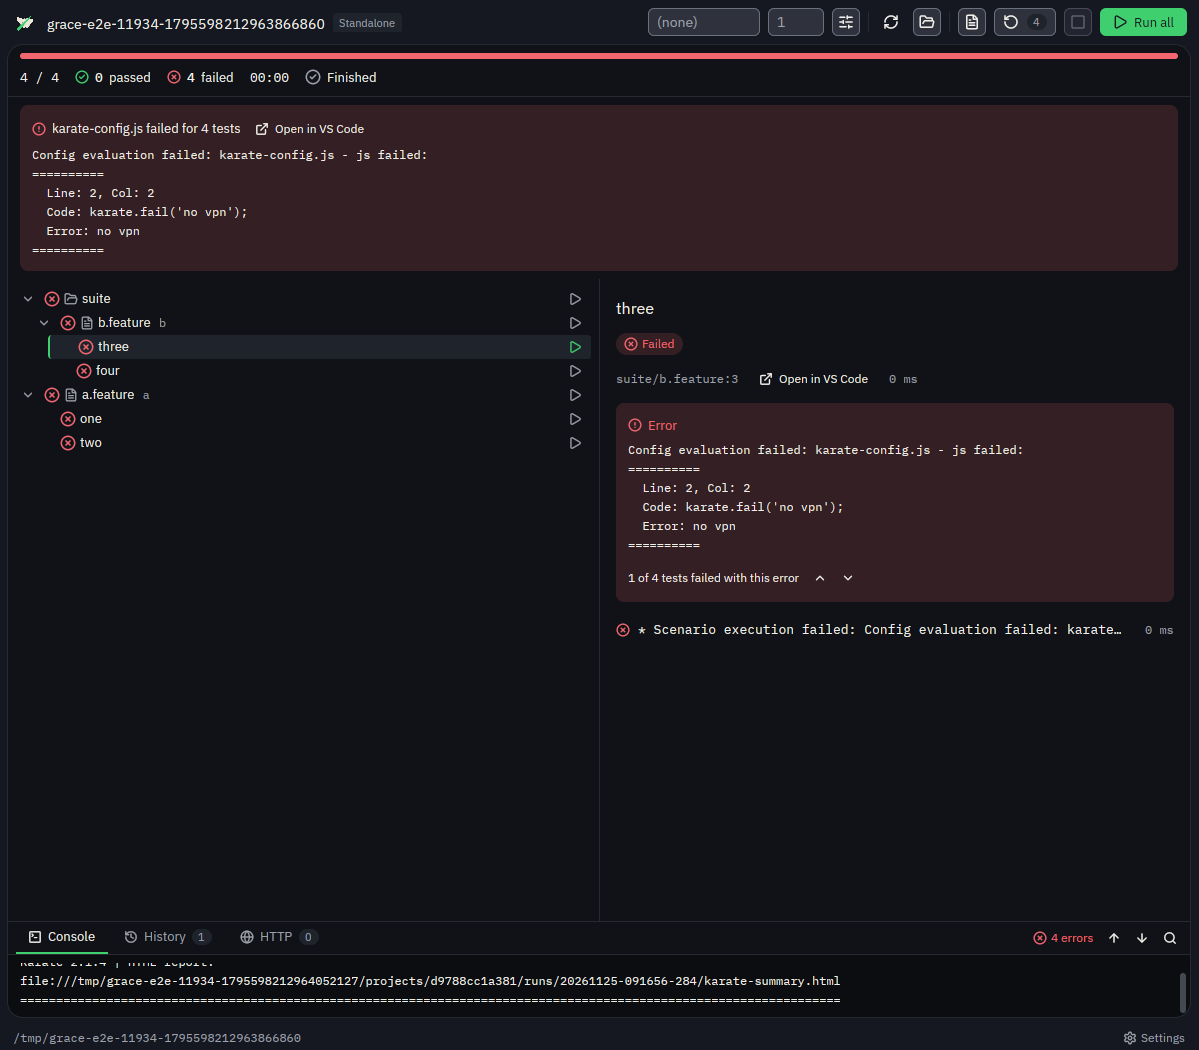 grace-e2e-11934-1795598212963866860 Standalone (none) 1 4 Run all
4 / 4 0 passed 4 failed 00:00 Finished
karate-config.js failed for 4 tests Open in VS Code
Config evaluation failed: karate-config.js - js failed:
==========
Line: 2, Col: 2
Code: karate.fail('no vpn');
Error: no vpn
==========
suite
b.feature b
three
four
a.feature a
one
two
three
Failed
suite/b.feature:3 Open in VS Code 0 ms
Error
Config evaluation failed: karate-config.js - js failed:
==========
Line: 2, Col: 2
Code: karate.fail('no vpn');
Error: no vpn
==========
1 of 4 tests failed with this error
* Scenario execution failed: Config evaluation failed: karate… 0 ms
Console History 1 HTTP 0 4 errors
Karate 2.1.4 | HTML report:
file:///tmp/grace-e2e-11934-1795598212964052127/projects/d9788cc1a381/runs/20261125-091656-284/karate-summary.html
==================================================================================================================
/tmp/grace-e2e-11934-1795598212963866860 Settings